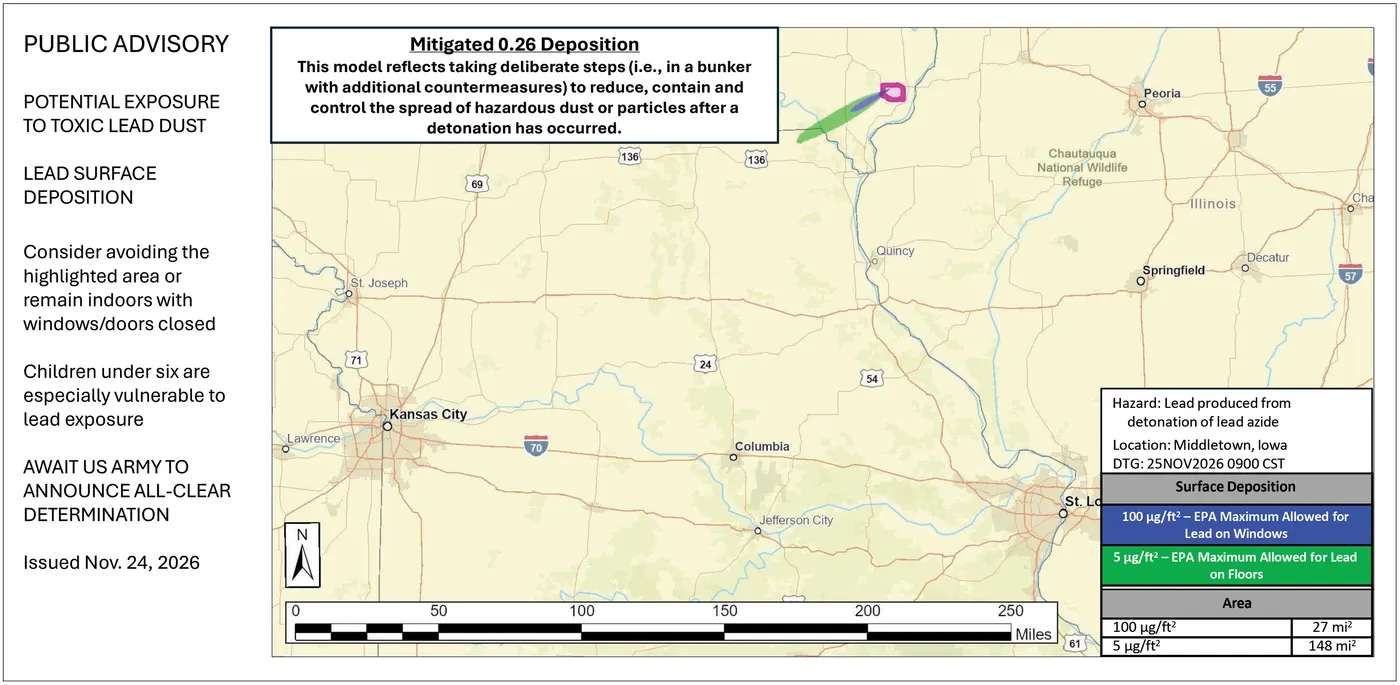 PUBLIC ADVISORY
POTENTIAL EXPOSURE
TO TOXIC LEAD DUST
LEAD SURFACE
DEPOSITION
Consider avoiding the
highlighted area or
remain indoors with
windows/doors closed
Children under six are
especially vulnerable to
lead exposure
AWAIT US ARMY TO
ANNOUNCE ALL-CLEAR
DETERMINATION
Issued Nov. 24, 2026
Mitigated 0.26 Deposition
This model reflects taking deliberate steps (i.e., in a bunker
with additional countermeasures) to reduce, contain and
control the spread of hazardous dust or particles after a
detonation has occurred.
Peoria
55
136
136
69
Chautauqua
National Wildlife
Refuge
Illinois
Cha
Quincy
Springfield
Decatur
57
St. Joseph
71
24
54
Kansas City
Lawrence
70
Columbia
St. Lo
Jefferson City
61
N
0 50 100 150 200 250
Miles
Hazard: Lead produced from
detonation of lead azide
Location: Middletown, Iowa
DTG: 25NOV2026 0900 CST
Surface Deposition
100 µg/ft² – EPA Maximum Allowed for
Lead on Windows
5 µg/ft² – EPA Maximum Allowed for Lead
on Floors
Area
100 µg/ft² 27 mi²
5 µg/ft² 148 mi²